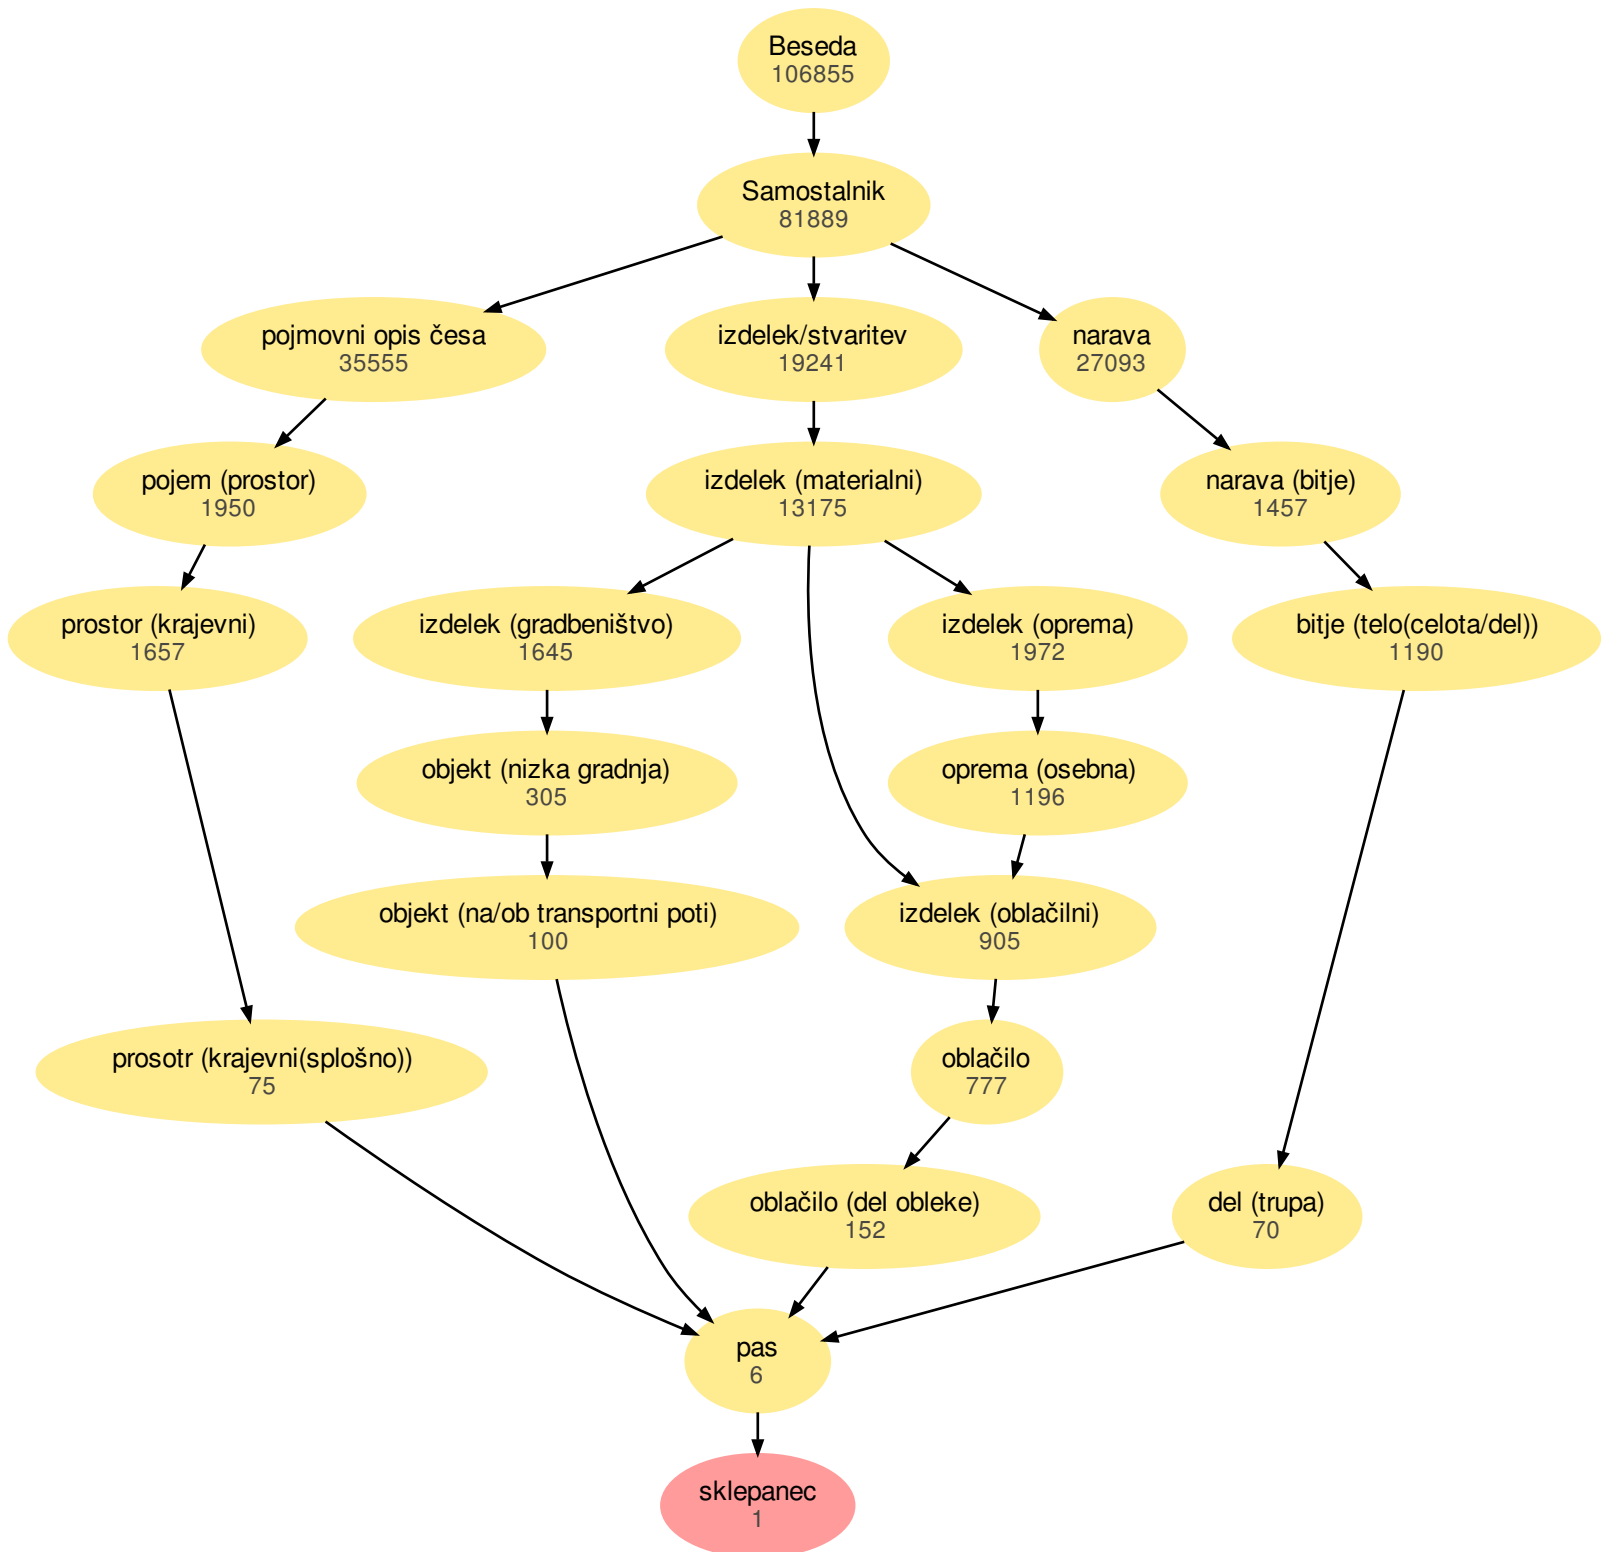 Beseda
106855
Samostalnik
81889
pojmovni opis česa
35555
izdelek/stvaritev
19241
narava
27093
pojem (prostor)
1950
izdelek (materialni)
13175
narava (bitje)
1457
prostor (krajevni)
1657
izdelek (gradbeništvo)
1645
izdelek (oprema)
1972
bitje (telo(celota/del))
1190
objekt (nizka gradnja)
305
oprema (osebna)
1196
objekt (na/ob transportni poti)
100
izdelek (oblačilni)
905
prosotr (krajevni(splošno))
75
oblačilo
777
oblačilo (del obleke)
152
del (trupa)
70
pas
6
sklepanec
1